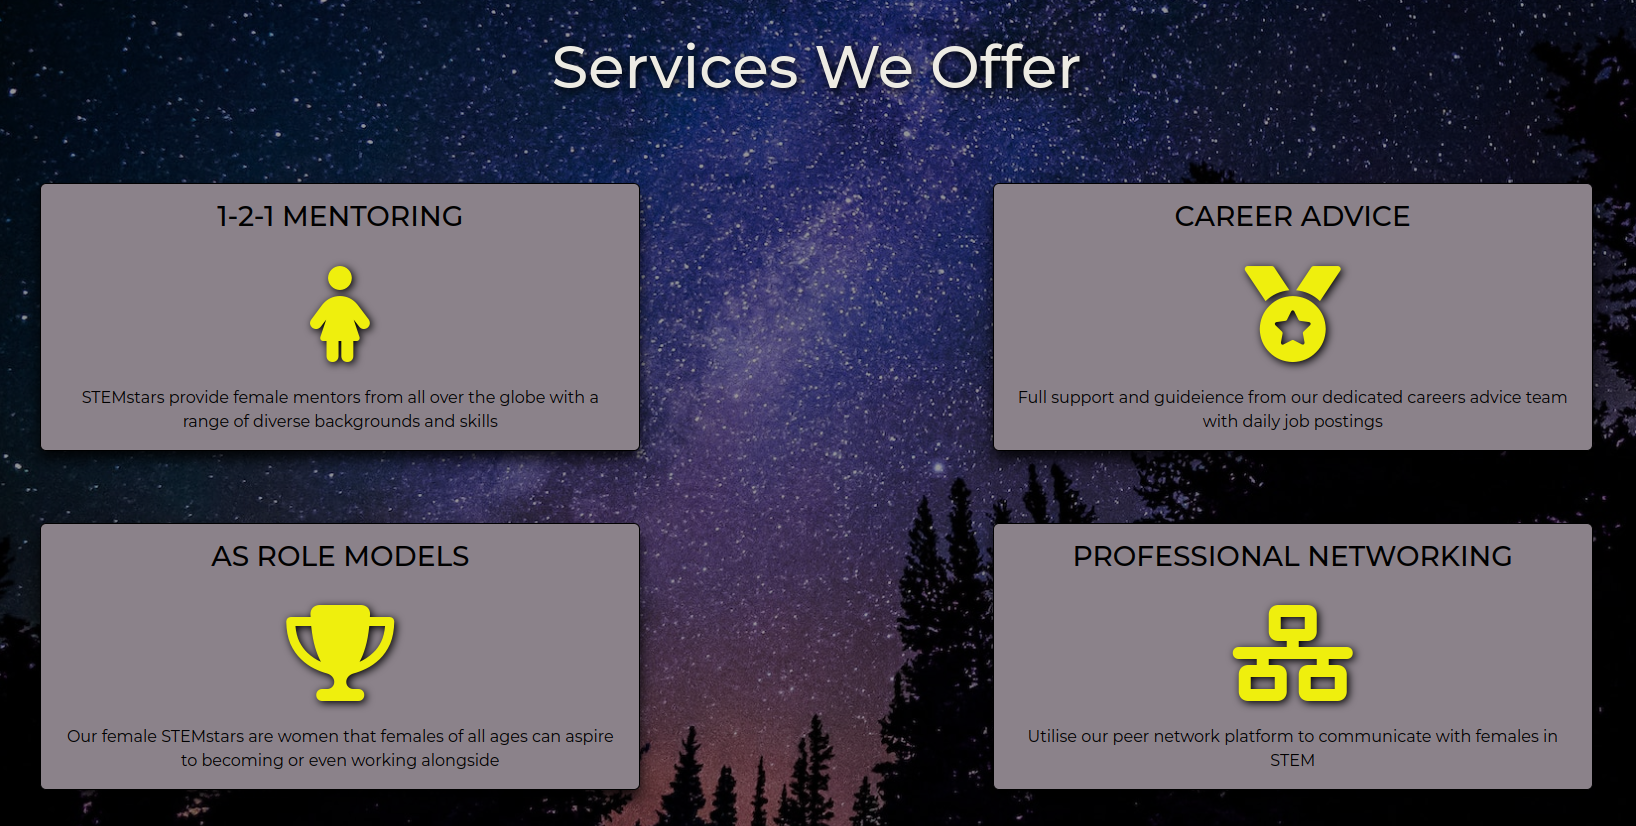 Services We Offer
1-2-1 MENTORING
STEMstars provide female mentors from all over the globe with a
range of diverse backgrounds and skills
CAREER ADVICE
Full support and guideience from our dedicated careers advice team
with daily job postings
AS ROLE MODELS
Our female STEMstars are women that females of all ages can aspire
to becoming or even working alongside
PROFESSIONAL NETWORKING
Utilise our peer network platform to communicate with females in
STEM